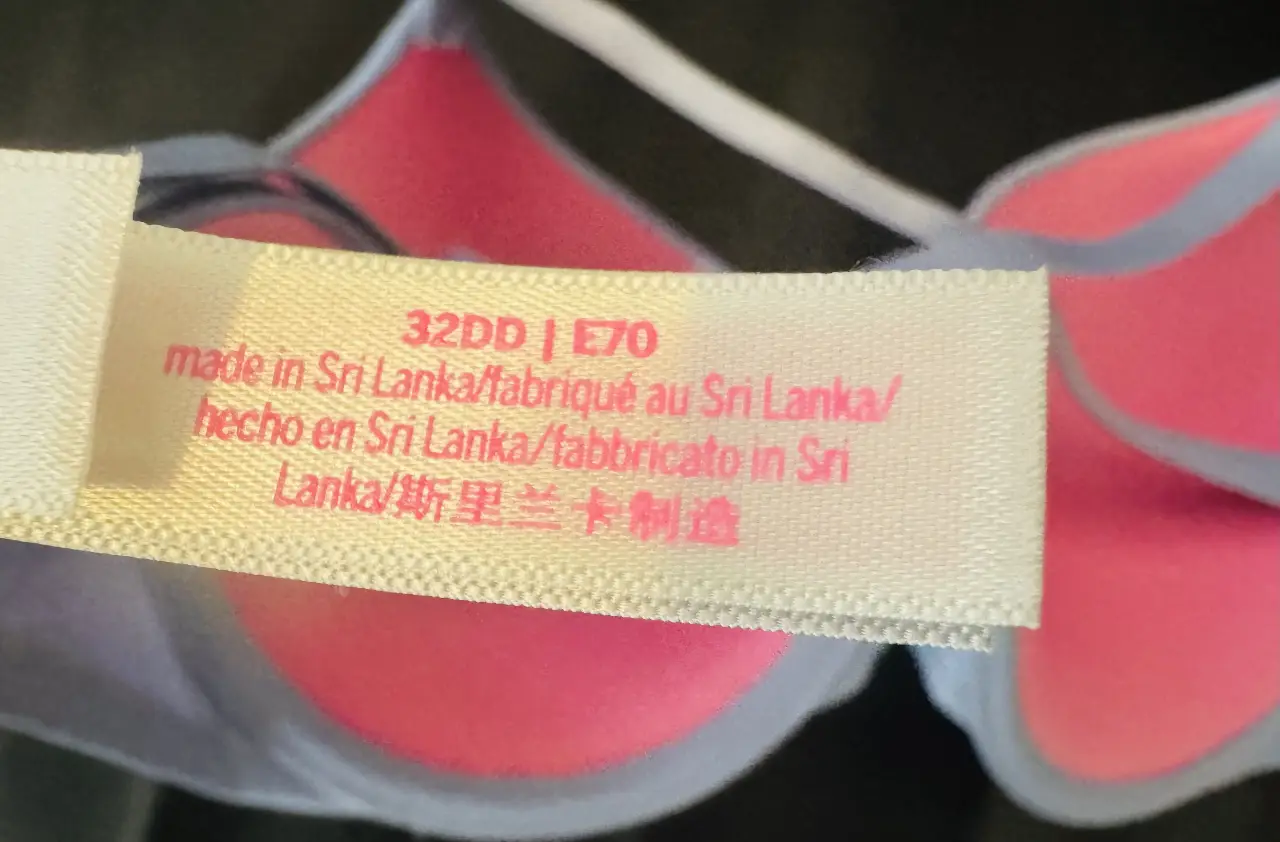 32DD | E70
made in Sri Lanka/fabriqué au Sri Lanka/
hecho en Sri Lanka/fabbricato in Sri
Lanka/斯里兰卡制造